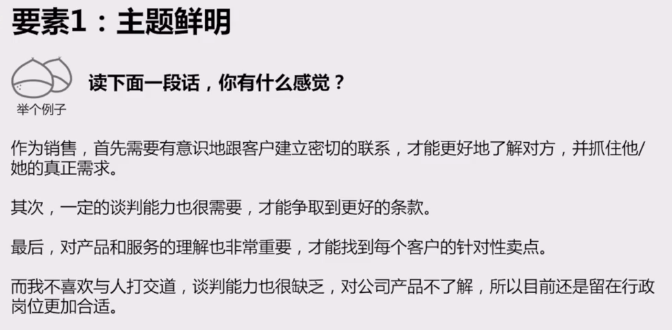 要素1：主题鲜明
读下面一段话，你有什么感觉？
举个例子
作为销售，首先需要有意识地跟客户建立密切的联系，才能更好地了解对方，并抓住他/
她的真正需求。
其次，一定的谈判能力也很需要，才能争取到更好的条款。
最后，对产品和服务的理解也非常重要，才能找到每个客户的针对性卖点。
而我不喜欢与人打交道，谈判能力也很缺乏，对公司产品不了解，所以目前还是留在行政
岗位更加合适。